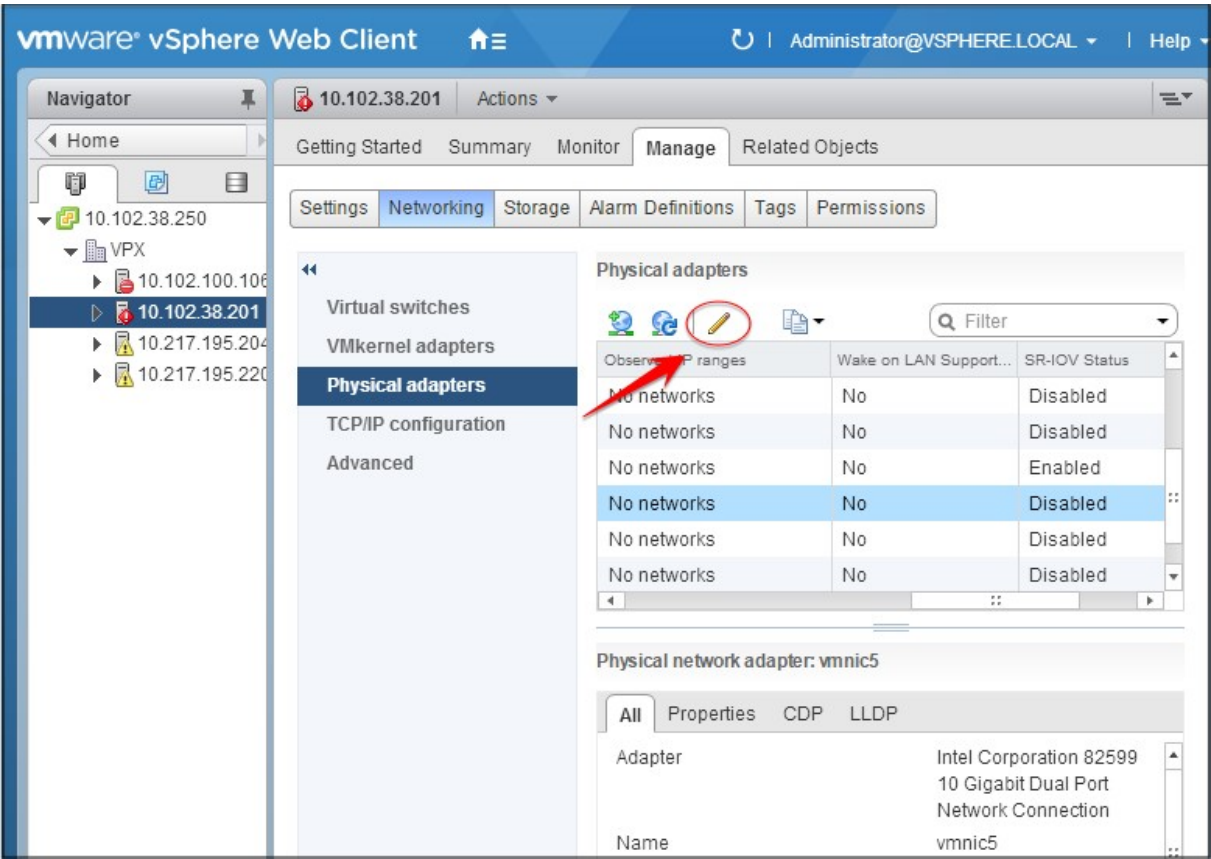 vmware® vSphere Web Client
Administrator@VSPHERE.LOCAL
Help
Navigator
Home
10.102.38.250
VPX
10.102.100.106
10.102.38.201
10.217.195.204
10.217.195.220
10.102.38.201 Actions
Getting Started Summary Monitor Manage Related Objects
Settings Networking Storage Alarm Definitions Tags Permissions
Virtual switches
VMkernel adapters
Physical adapters
TCP/IP configuration
Advanced
Physical adapters
Filter
ranges Wake on LAN Support... SR-IOV Status
No networks No Disabled
No networks No Disabled
No networks No Enabled
No networks No Disabled
No networks No Disabled
No networks No Disabled
Physical network adapter: vmnic5
All Properties CDP LLDP
Adapter Intel Corporation 82599
10 Gigabit Dual Port
Network Connection
Name vmnic5